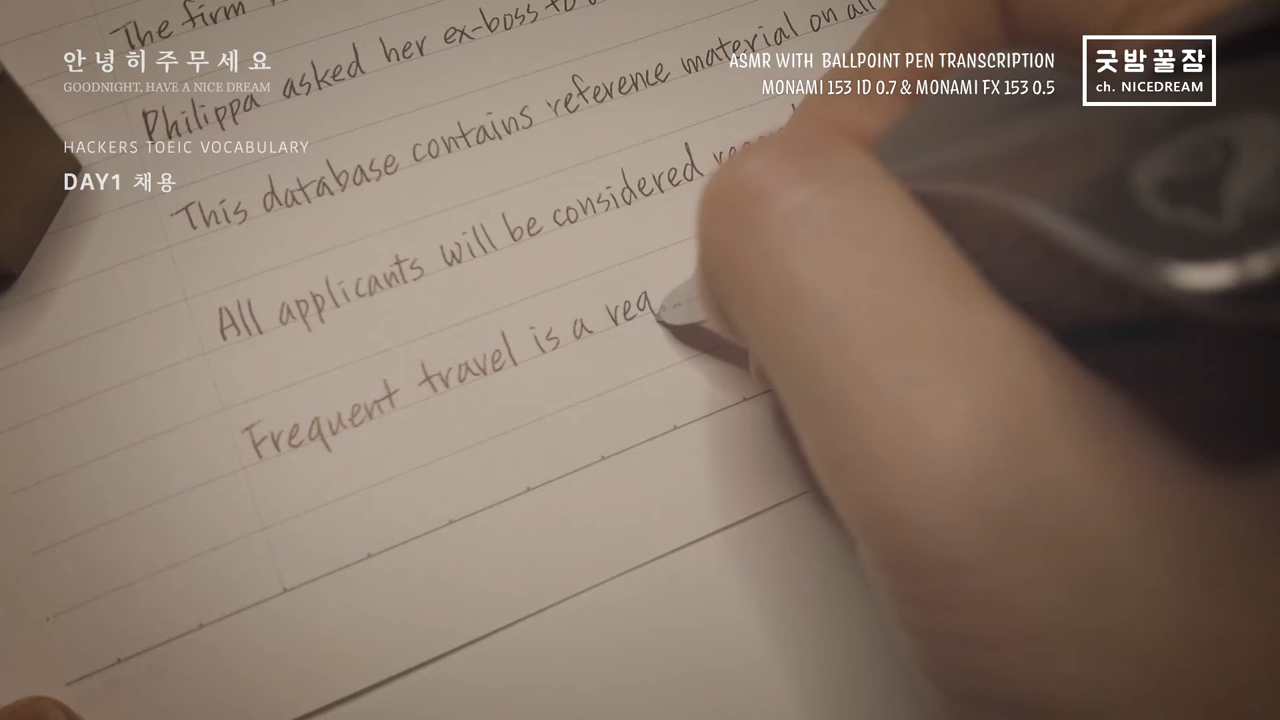 안녕히주무세요
GOODNIGHT, HAVE A NICE DREAM
HACKERS TOEIC VOCABULARY
DAY1 채용
ASMR WITH BALLPOINT PEN TRANSCRIPTION
MONAMI 153 ID 0.7 & MONAMI FX 153 0.5
굿밤꿀잠
ch. NICEDREAM
The firm
Philippa asked her ex-boss to
This database contains reference material on all
All applicants will be considered
Frequent travel is a req